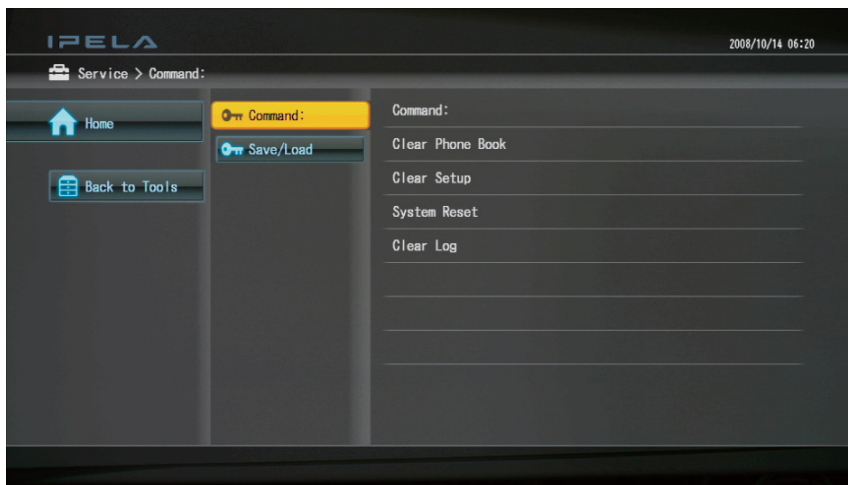 IPELA
2008/10/14 06:20
Service > Command:
Home
Back to Tools
Command:
Save/Load
Command:
Clear Phone Book
Clear Setup
System Reset
Clear Log